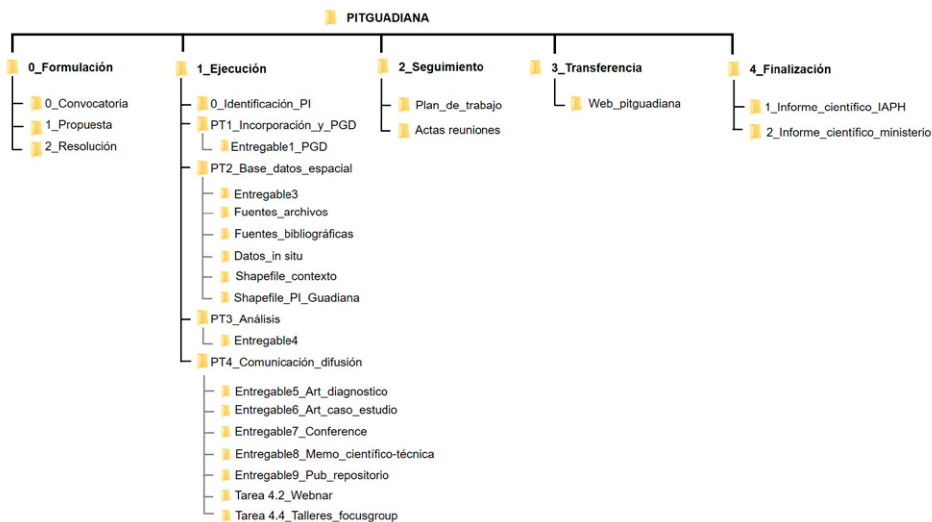 PITGUADIANA
0_Formulación
0_Convocatoria
1_Propuesta
2_Resolución
1_Ejecución
0_Identificación_PI
PT1_Incorporación_y_PGD
Entregable1_PGD
PT2_Base_datos_espacial
Entregable3
Fuentes_archivos
Fuentes_bibliográficas
Datos_in situ
Shapefile_contexto
Shapefile_PI_Guadiana
PT3_Análisis
Entregable4
PT4_Comunicación_difusión
Entregable5_Art_diagnostico
Entregable6_Art_caso_estudio
Entregable7_Conference
Entregable8_Memo_científico-técnica
Entregable9_Pub_repositorio
Tarea 4.2_Webnar
Tarea 4.4_Talleres_focusgroup
2_Seguimiento
Plan_de_trabajo
Actas reuniones
3_Transferencia
Web_pitguadiana
4_Finalización
1_Informe_científico_IAPH
2_Informe_científico_ministerio